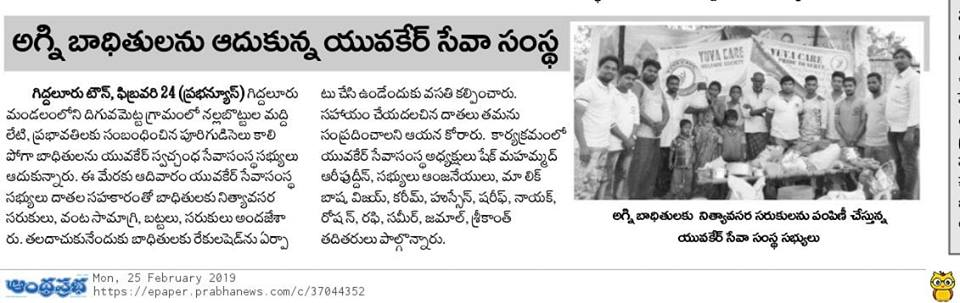 అగ్ని బాధితులను ఆదుకున్న యువకేర్ సేవా సంస్థ
గిద్దలూరు టౌన్, ఫిబ్రవరి 24 (ప్రభన్యూస్) గిద్దలూరు
మండలంలోని దిగువమెట్ట గ్రామంలో నల్లబొట్టుల మద్ది
లేటి, ప్రభావతిలకు సంబంధించిన పూరిగుడిసెలు కాలి
పోగా బాధితులను యువకేర్ స్వచ్ఛంధ సేవాసంస్థ సభ్యులు
ఆదుకున్నారు. ఈ మేరకు ఆదివారం యువకేర్ సేవాసంస్థ
సభ్యులు దాతల సహకారంతో బాధితులకు నిత్యావసర
సరుకులు, వంట సామాగ్రి, బట్టలు, సరుకులు అందజేశా
రు. తలదాచుకునేందుకు బాధితులకు రేకులషెడ్‌ను ఏర్పా
టు చేసి ఉండేందుకు వసతి కల్పించారు.
సహాయం చేయదలచిన దాతలు తమను
సంప్రదించాలని ఆయన కోరారు. కార్యక్రమంలో
యువకేర్ సేవాసంస్థ అధ్యక్షులు షేక్ మహమ్మద్
ఆరీఫుద్దీన్, సభ్యులు ఆంజనేయులు, మా లిక్
బాష, విజయ్, కరీమ్, హుస్సేన్, షరీఫ్, నాయక్,
రోష న్, రఫి, సమీర్, జమాల్, శ్రీకాంత్
తదితరులు పాల్గొన్నారు.
YUVA CARE
WELFARE SOCIETY
YUVA CARE
అగ్ని బాధితులకు నిత్యావసర సరుకులను పంపిణీ చేస్తున్న
యువకేర్ సేవా సంస్థ సభ్యులు
ఆంధ్రప్రభ
Mon, 25 February 2019
https://epaper.prabhanews.com/c/37044352